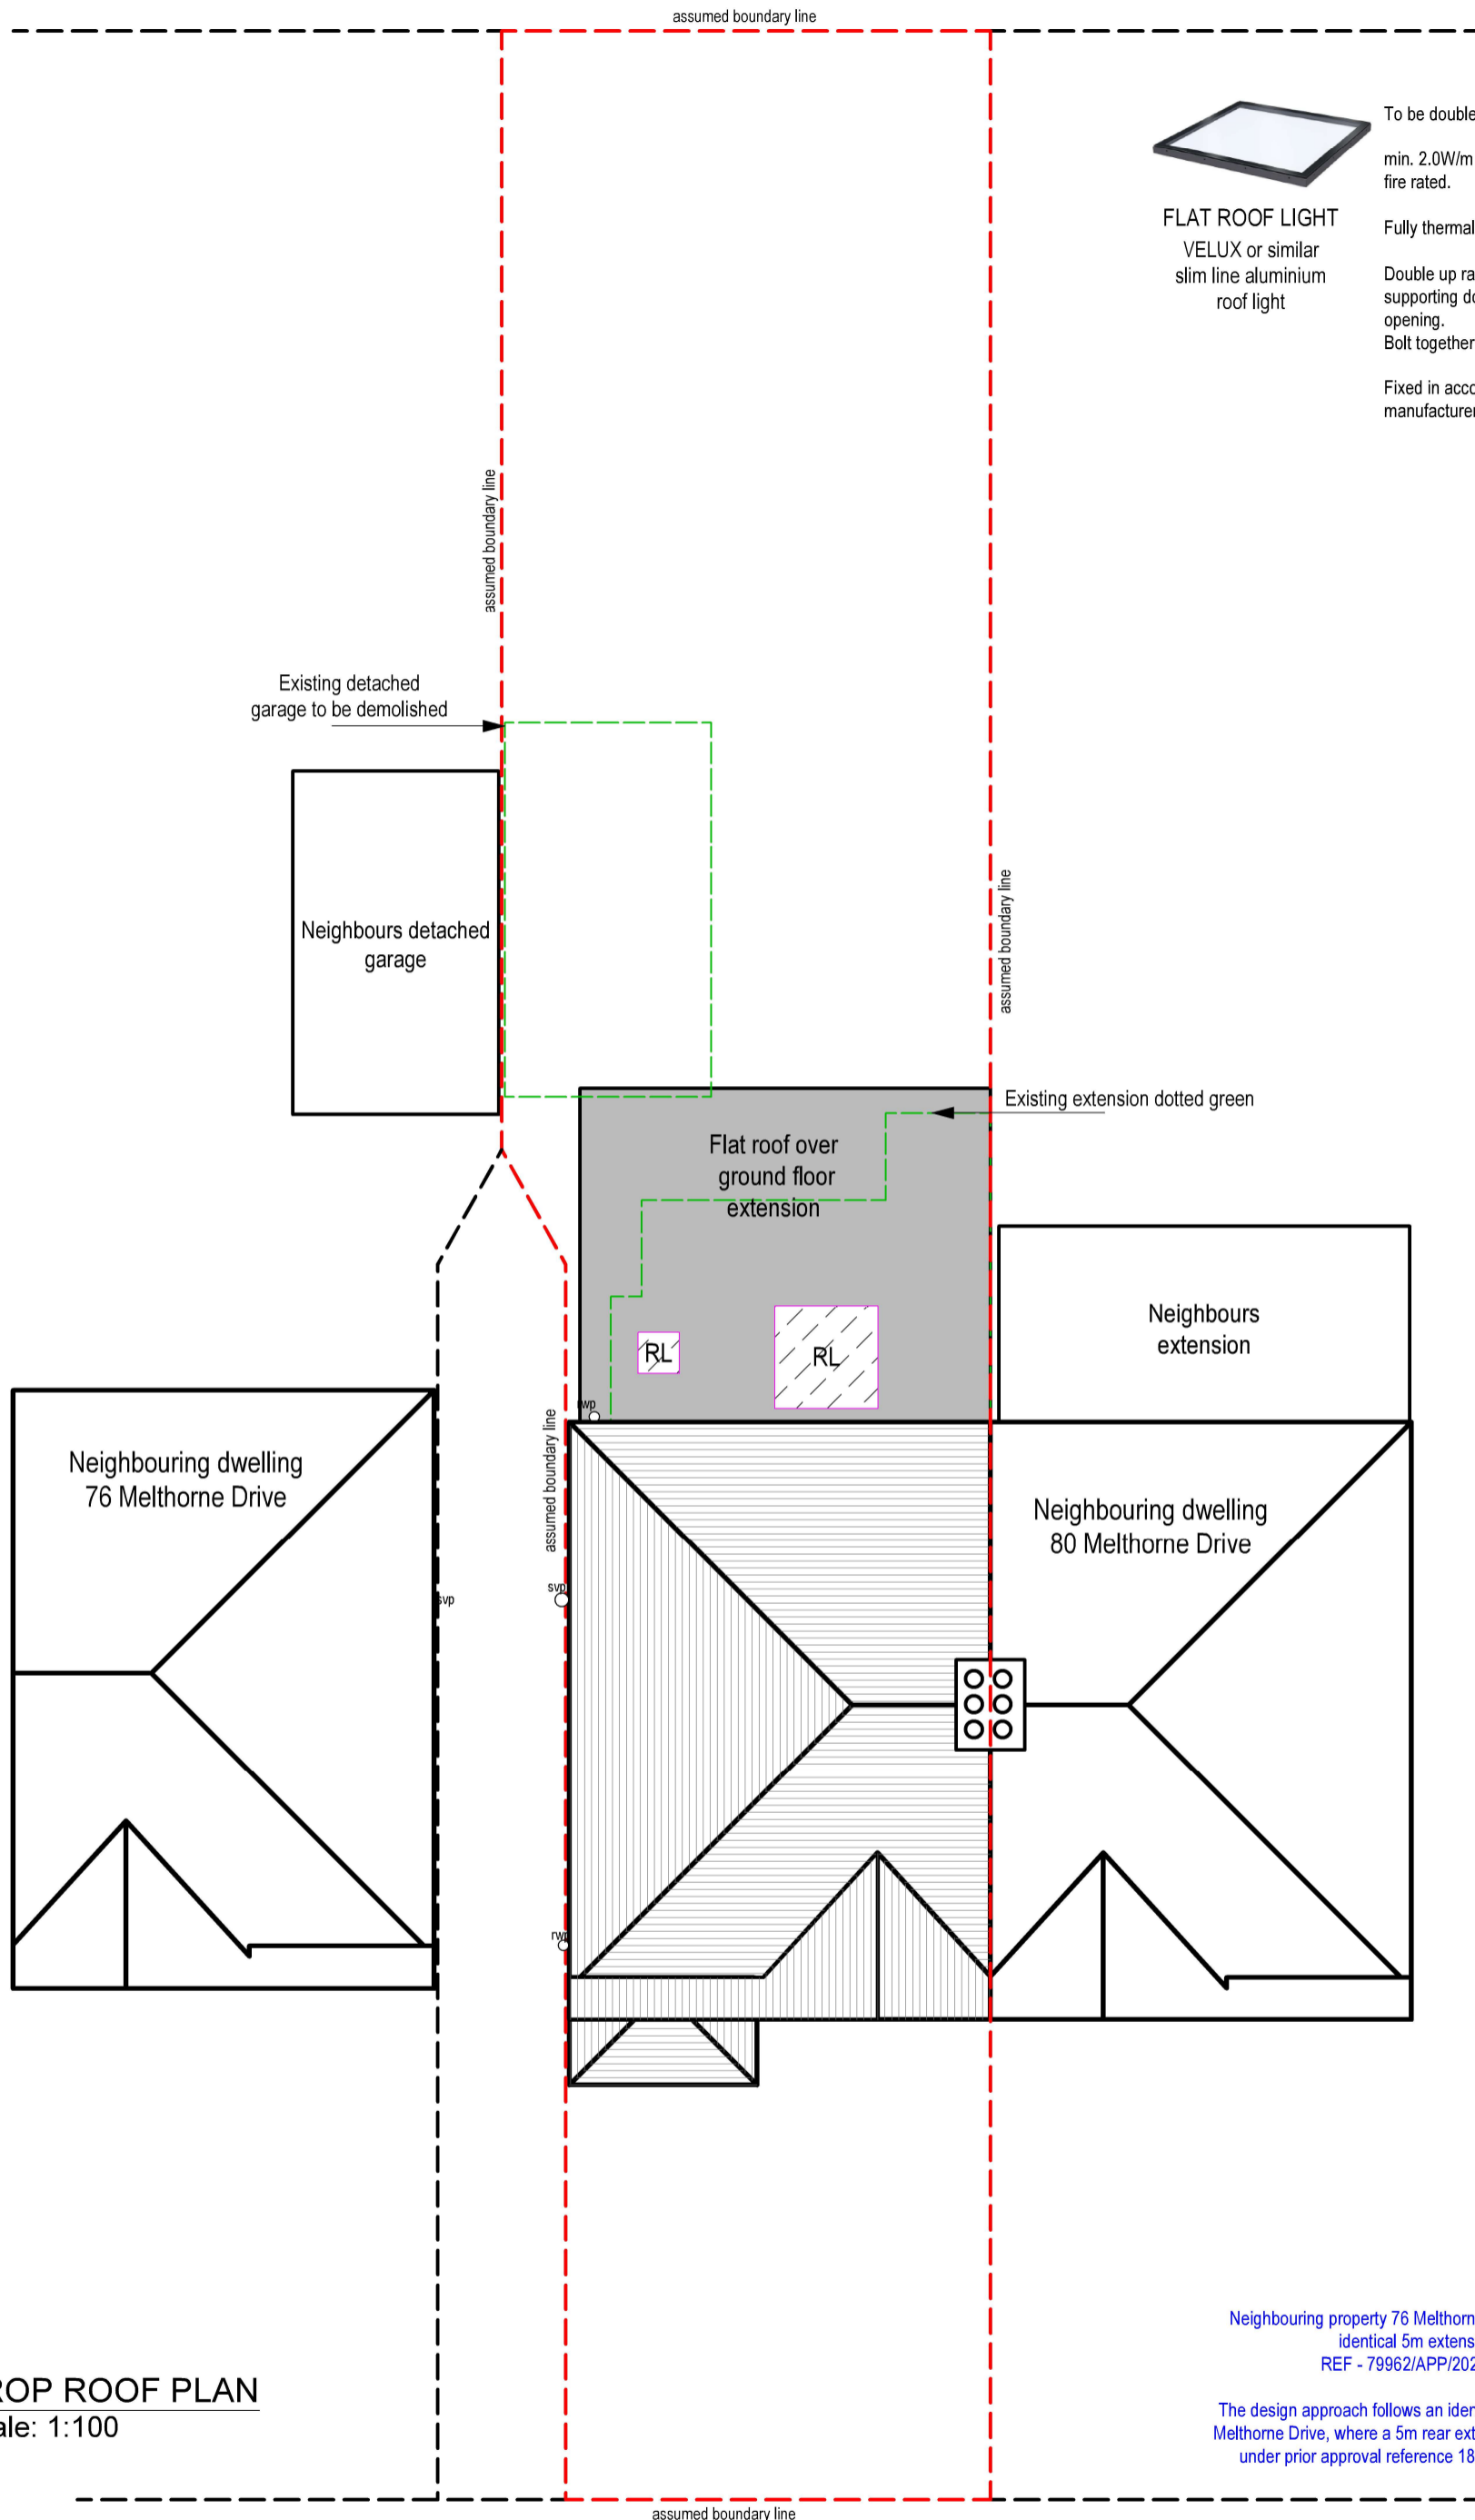 assumed boundary line
To be double
min. 2.0W/m
fire rated.
Fully thermal
Double up ra
supporting do
opening.
Bolt together
Fixed in acco
manufacturer
FLAT ROOF LIGHT
VELUX or similar
slim line aluminium
roof light
assumed boundary line
Existing detached
garage to be demolished
Neighbours detached
garage
assumed boundary line
Existing extension dotted green
Flat roof over
ground floor
extension
Neighbours
extension
RL
RL
rwp
assumed boundary line
Neighbouring dwelling
76 Melthorne Drive
Neighbouring dwelling
80 Melthorne Drive
svp
svp
rwp
Neighbouring property 76 Melthorn
identical 5m extens
REF - 79962/APP/202
The design approach follows an iden
Melthorne Drive, where a 5m rear ext
under prior approval reference 18
ROP ROOF PLAN
ale: 1:100
assumed boundary line